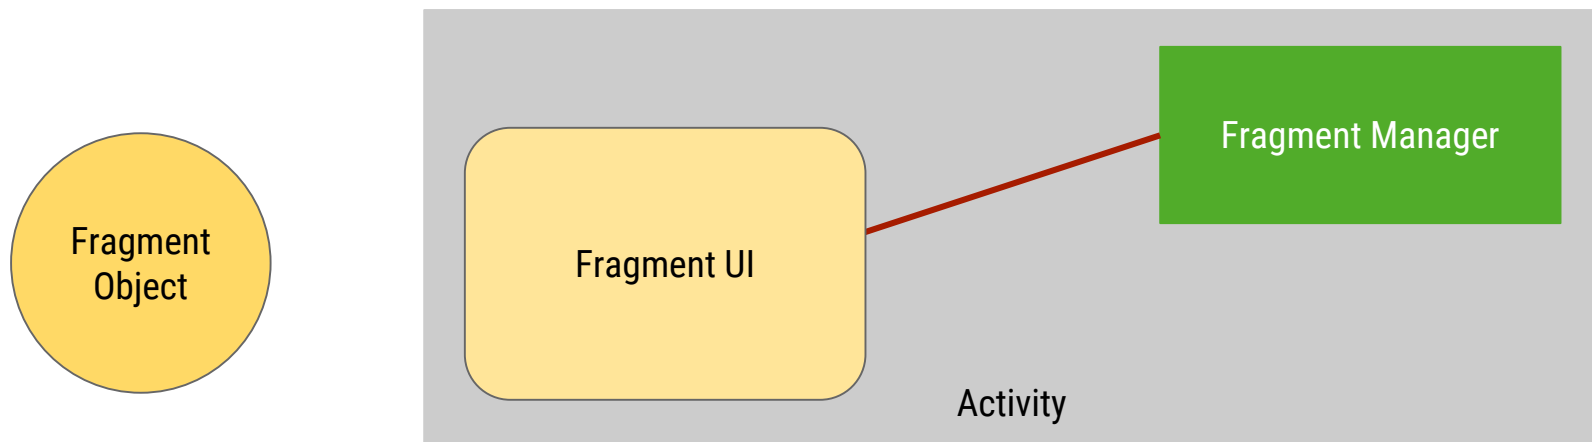 Fragment
Object
Fragment UI
Fragment Manager
Activity